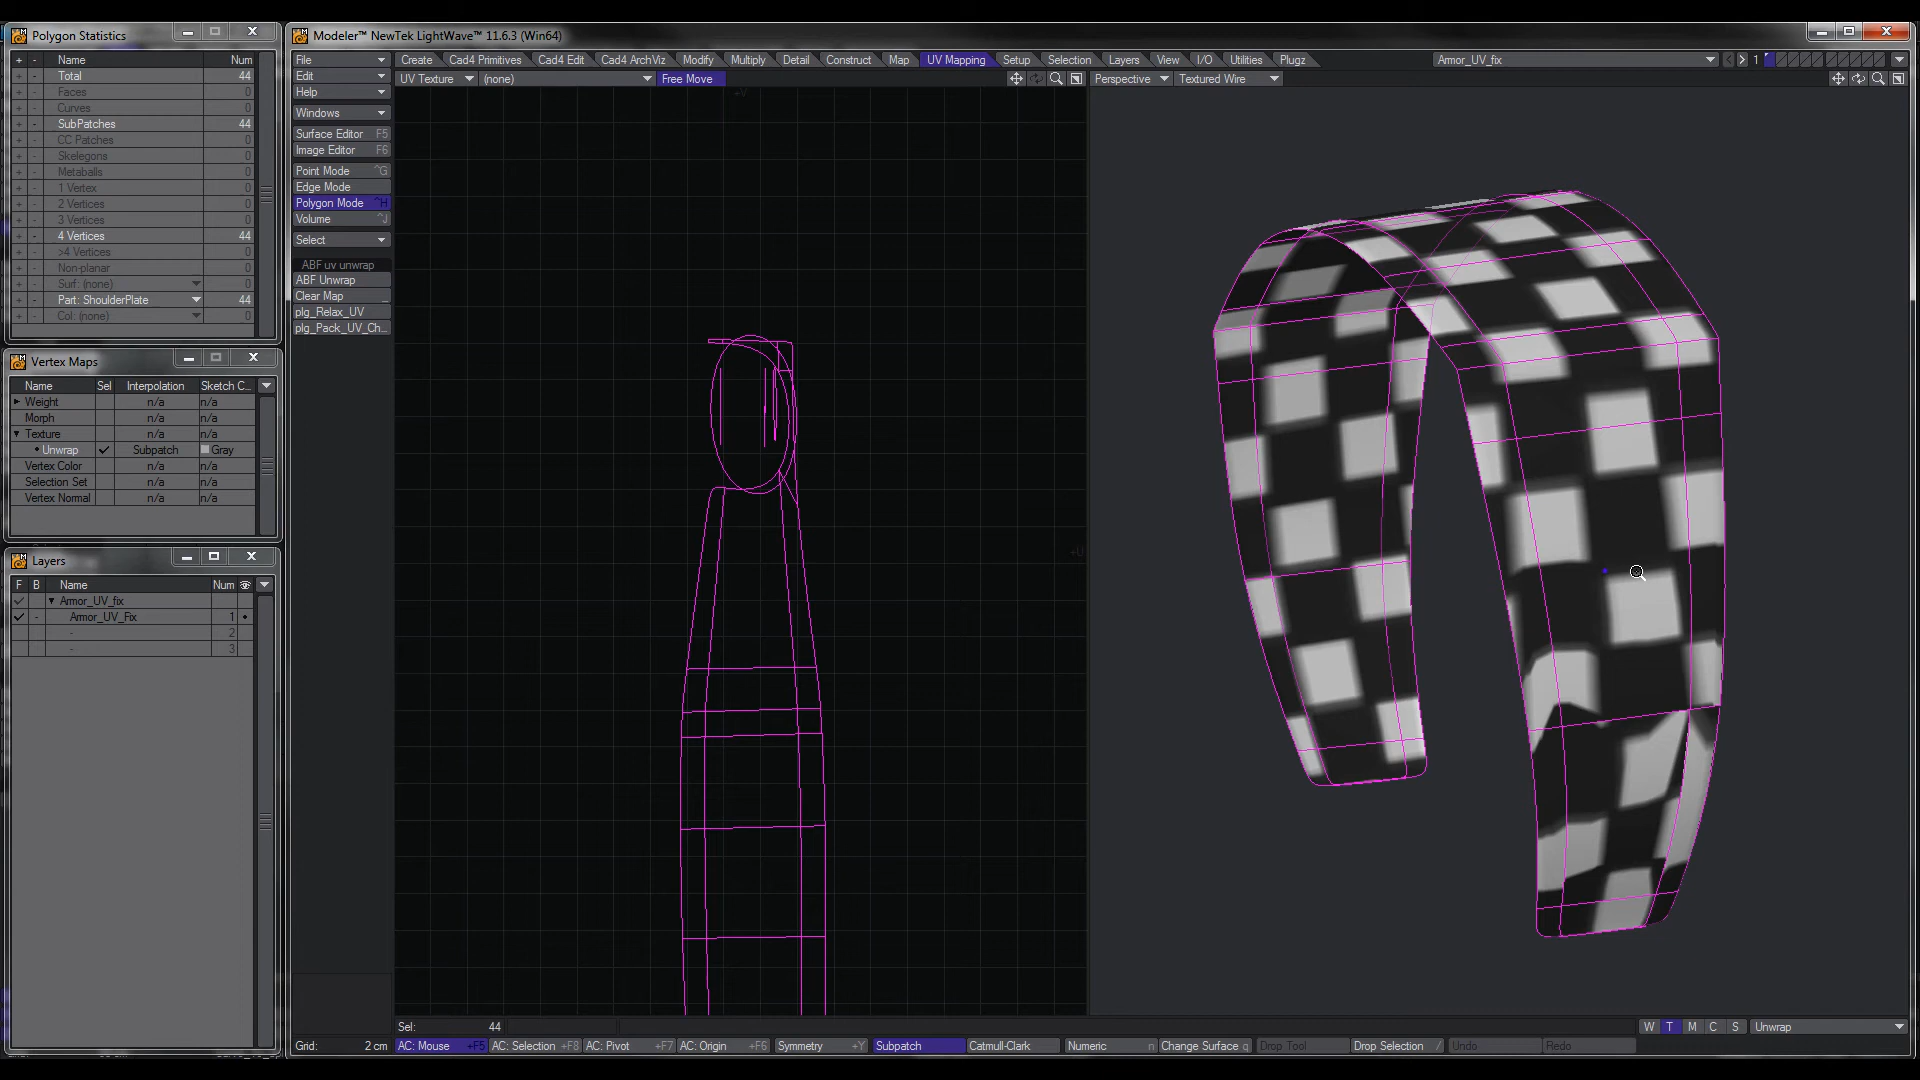 Polygon Statistics
Name Num
Total 44
Faces 0
Curves 0
SubPatches 44
CC Patches 0
Skelegons 0
Metaballs 0
1 Vertex 0
2 Vertices 0
3 Vertices 0
4 Vertices 44
>4 Vertices 0
Non-planar 0
Surf: (none) 0
Part: ShoulderPlate 44
Col: (none) 0
Vertex Maps
Name Sel Interpolation Sketch C...
Weight n/a n/a
Morph n/a n/a
Texture n/a n/a
Unwrap Subpatch Gray
Vertex Color n/a n/a
Selection Set n/a n/a
Vertex Normal n/a n/a
Layers
F B Name Num
Armor_UV_fix
Armor_UV_Fix 1
- 2
- 3
Modeler™ NewTek LightWave™ 11.6.3 (Win64)
File
Edit
Help
Windows
Surface Editor F5
Image Editor F6
Point Mode ^G
Edge Mode
Polygon Mode ^H
Volume ^J
Select
ABF uv unwrap
ABF Unwrap
Clear Map _
plg_Relax_UV
plg_Pack_UV_Ch...
Create Cad4 Primitives Cad4 Edit Cad4 ArchViz Modify Multiply Detail Construct Map UV Mapping Setup Selection Layers View I/O Utilities Plugz Armor_UV_fix 1
UV Texture (none) Free Move Perspective Textured Wire
+V
+U
Sel: 44
W T M C S Unwrap
Grid: 2 cm AC: Mouse +F5 AC: Selection +F8 AC: Pivot +F7 AC: Origin +F6 Symmetry +Y Subpatch Catmull-Clark Numeric n Change Surface q Drop Tool Drop Selection / Undo Redo